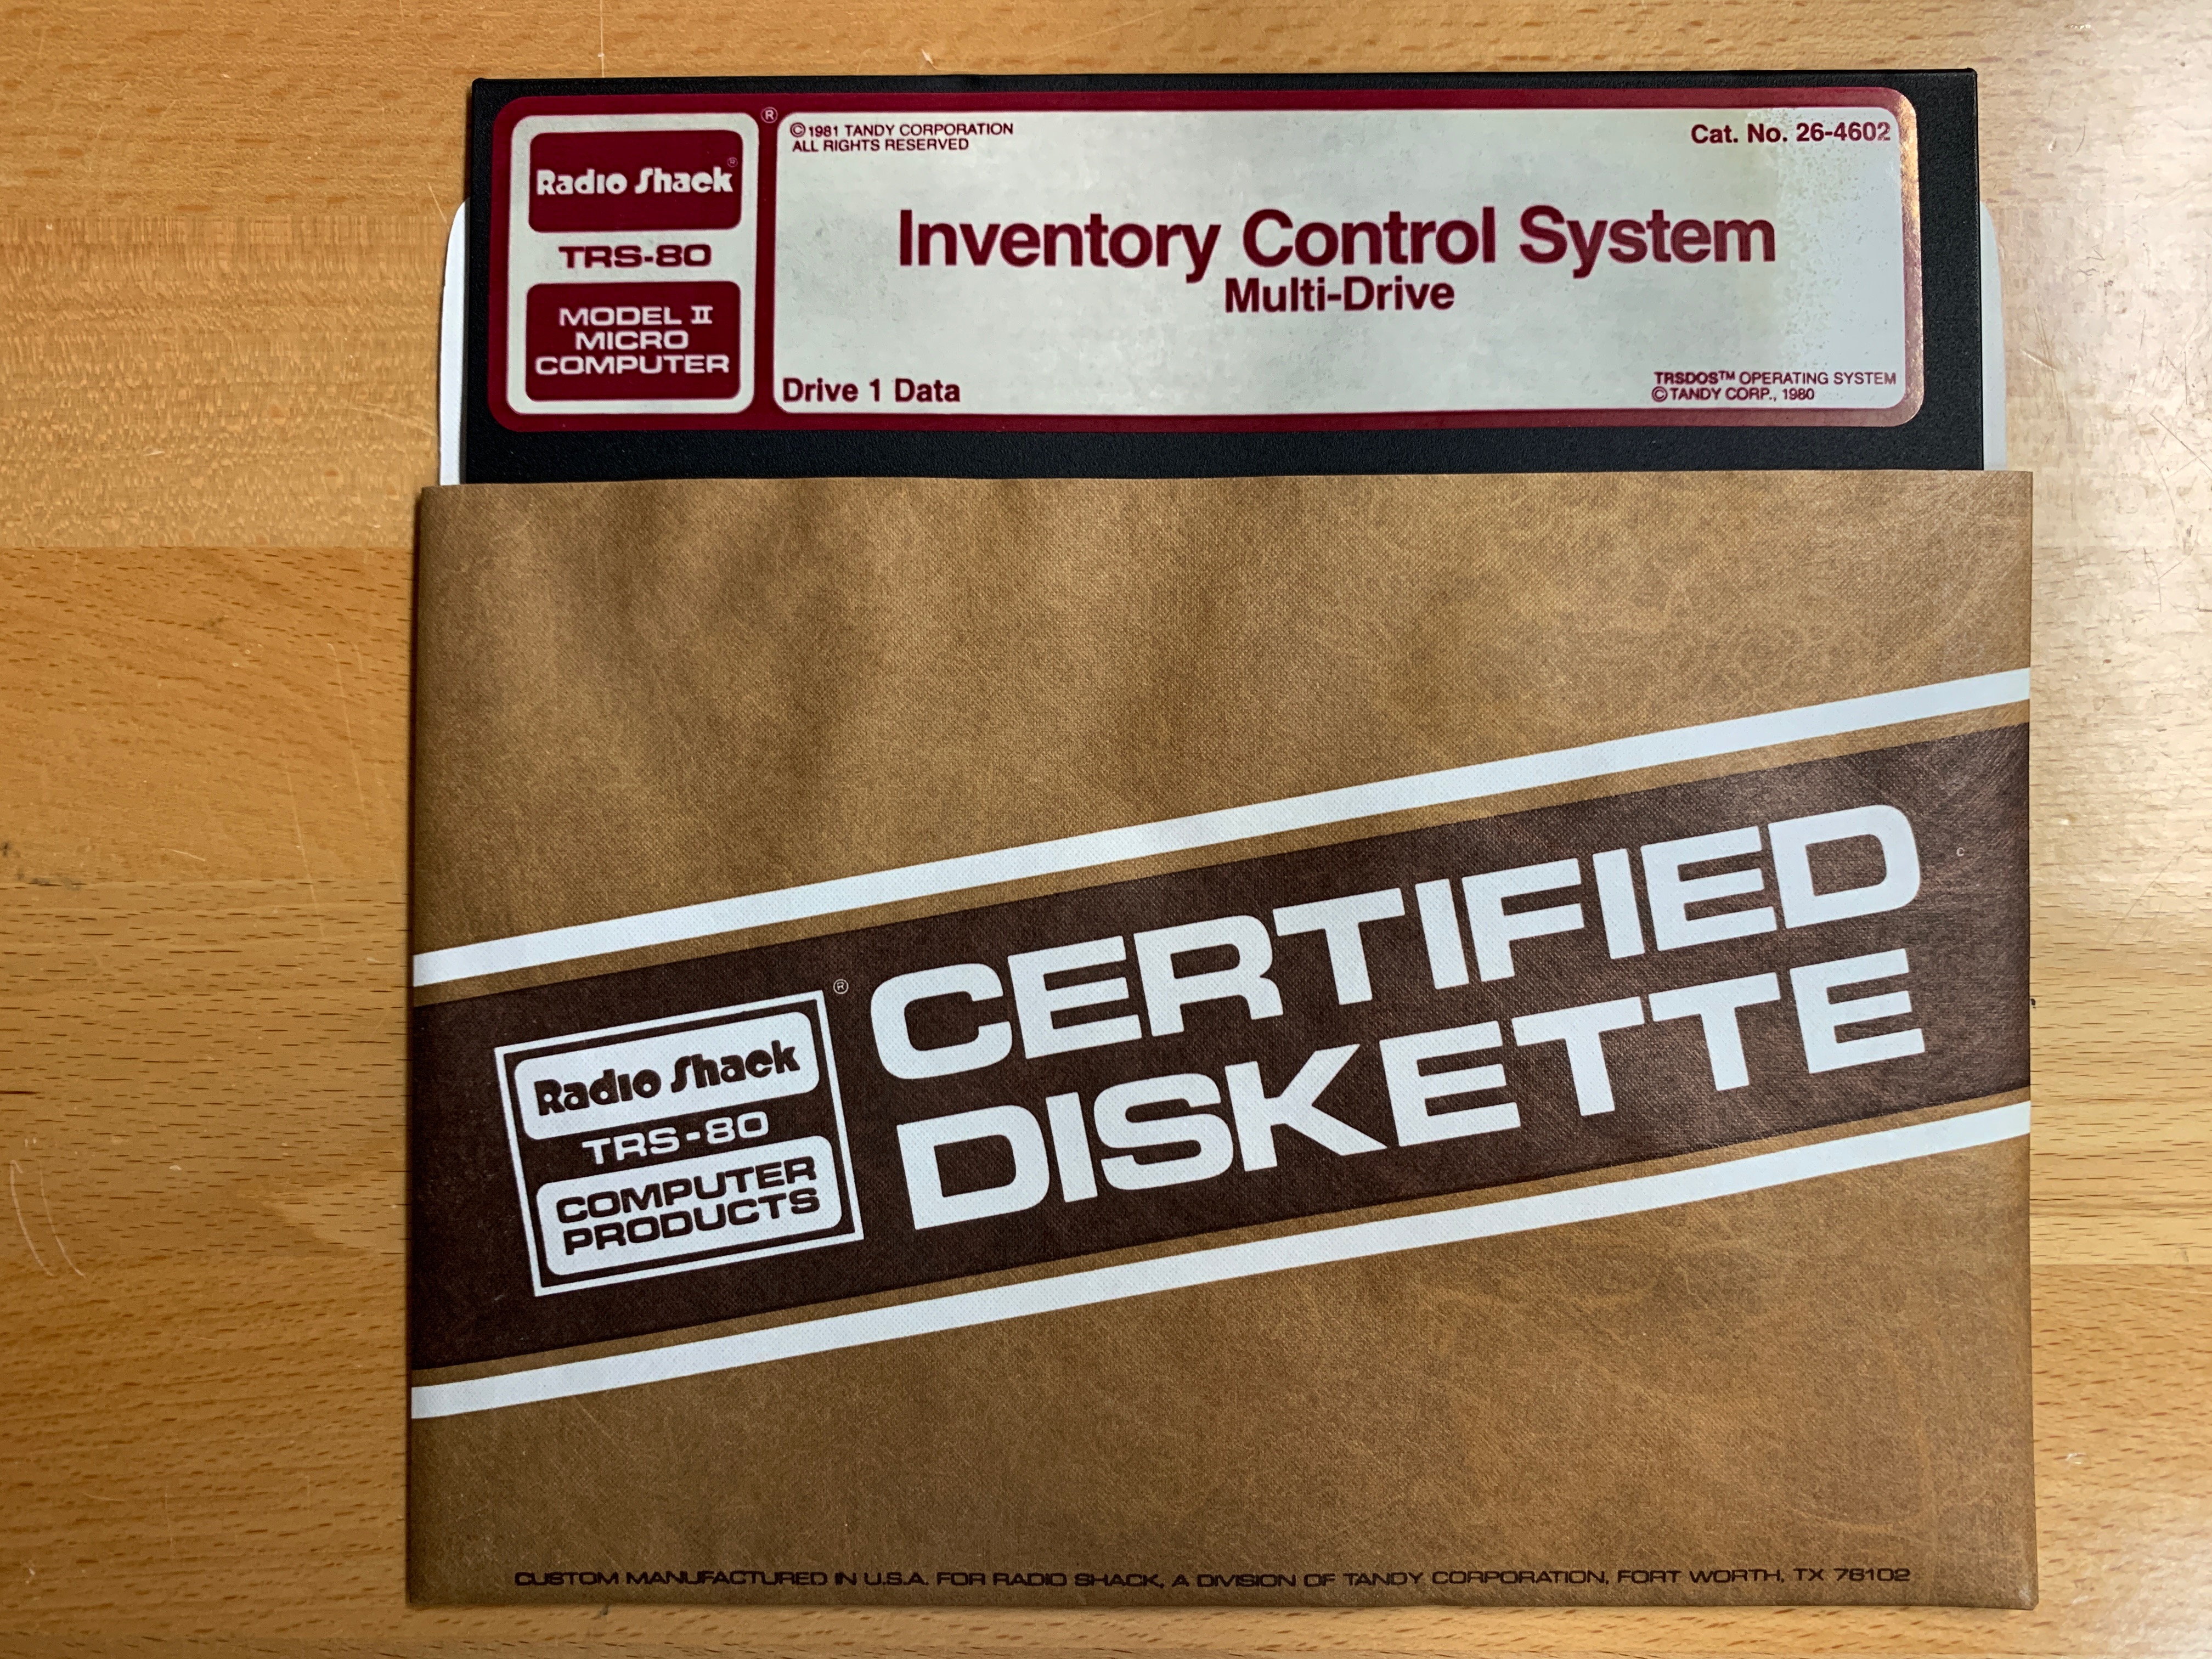 Radio Shack®
TRS-80
MODEL II
MICRO
COMPUTER
®
©1981 TANDY CORPORATION
ALL RIGHTS RESERVED
Cat. No. 26-4602
Inventory Control System
Multi-Drive
Drive 1 Data
TRSDOS™ OPERATING SYSTEM
©TANDY CORP., 1980
Radio Shack
TRS-80
COMPUTER
PRODUCTS
®
CERTIFIED
DISKETTE
CUSTOM MANUFACTURED IN U.S.A. FOR RADIO SHACK, A DIVISION OF TANDY CORPORATION, FORT WORTH, TX 76102